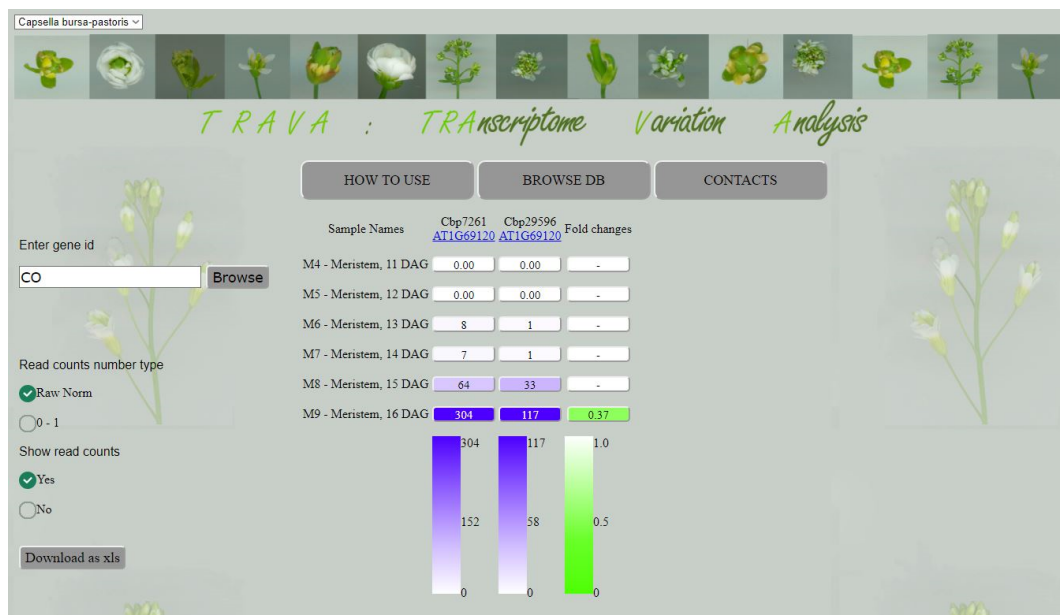 Capsella bursa-pastoris
T R A V A : TRAnscriptome Variation Analysis
HOW TO USE BROWSE DB CONTACTS
Sample Names Cbp7261 Cbp29596 Fold changes
AT1G69120 AT1G69120
Enter gene id
CO Browse
M4 - Meristem, 11 DAG 0.00 0.00 -
M5 - Meristem, 12 DAG 0.00 0.00 -
M6 - Meristem, 13 DAG 8 1 -
M7 - Meristem, 14 DAG 7 1 -
M8 - Meristem, 15 DAG 64 33 -
M9 - Meristem, 16 DAG 304 117 0.37
Read counts number type
Raw Norm
0 - 1
Show read counts
Yes
No
Download as xls
304 117 1.0
152 58 0.5
0 0 0